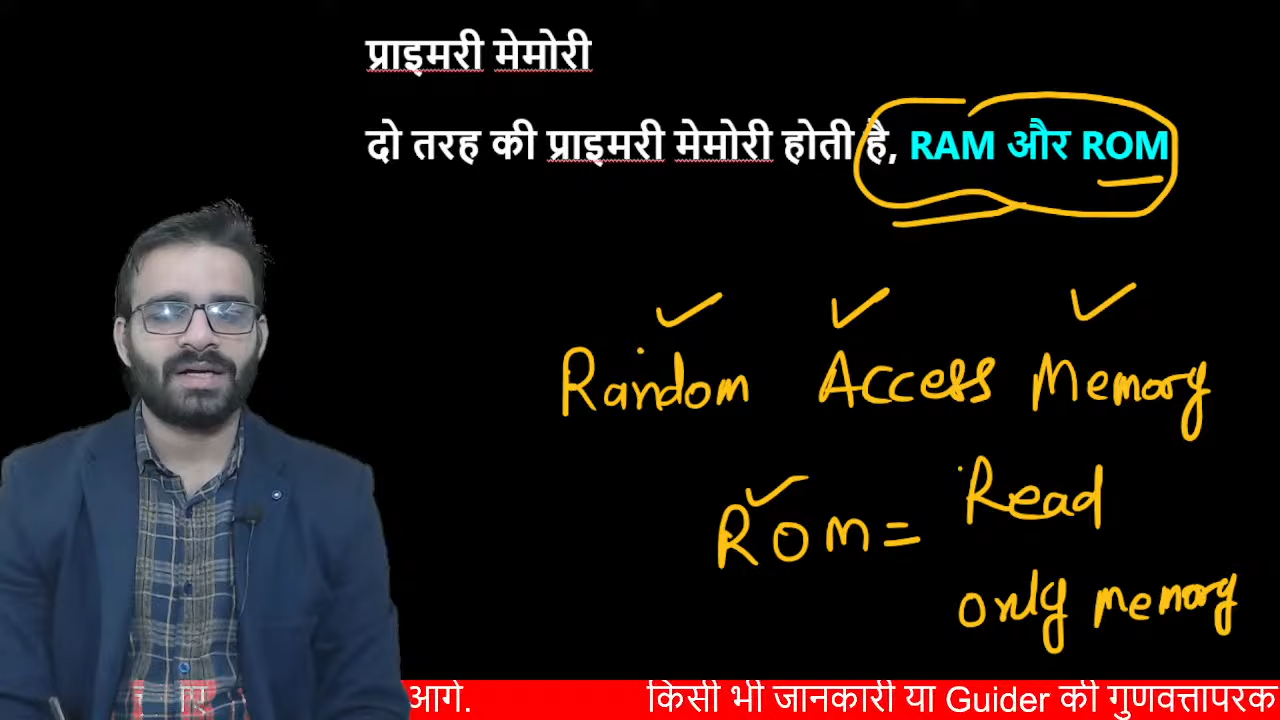 प्राइमरी मेमोरी
दो तरह की प्राइमरी मेमोरी होती है, RAM और ROM
Random Access Memory
ROM = Read
only memory
आगे. किसी भी जानकारी या Guider की गुणवत्तापरक